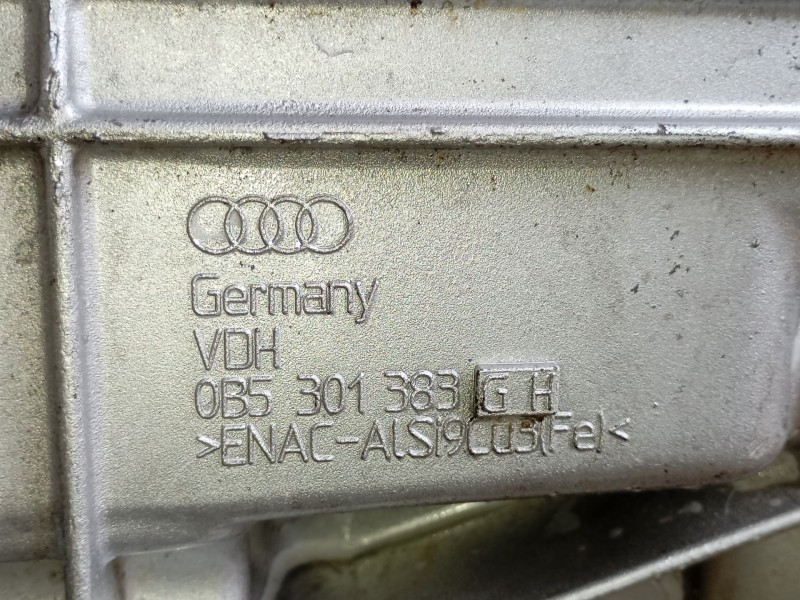 Germany
VDH
0B5 301 383 G H
>ENAC-AlSi9Cu3(Fe)<